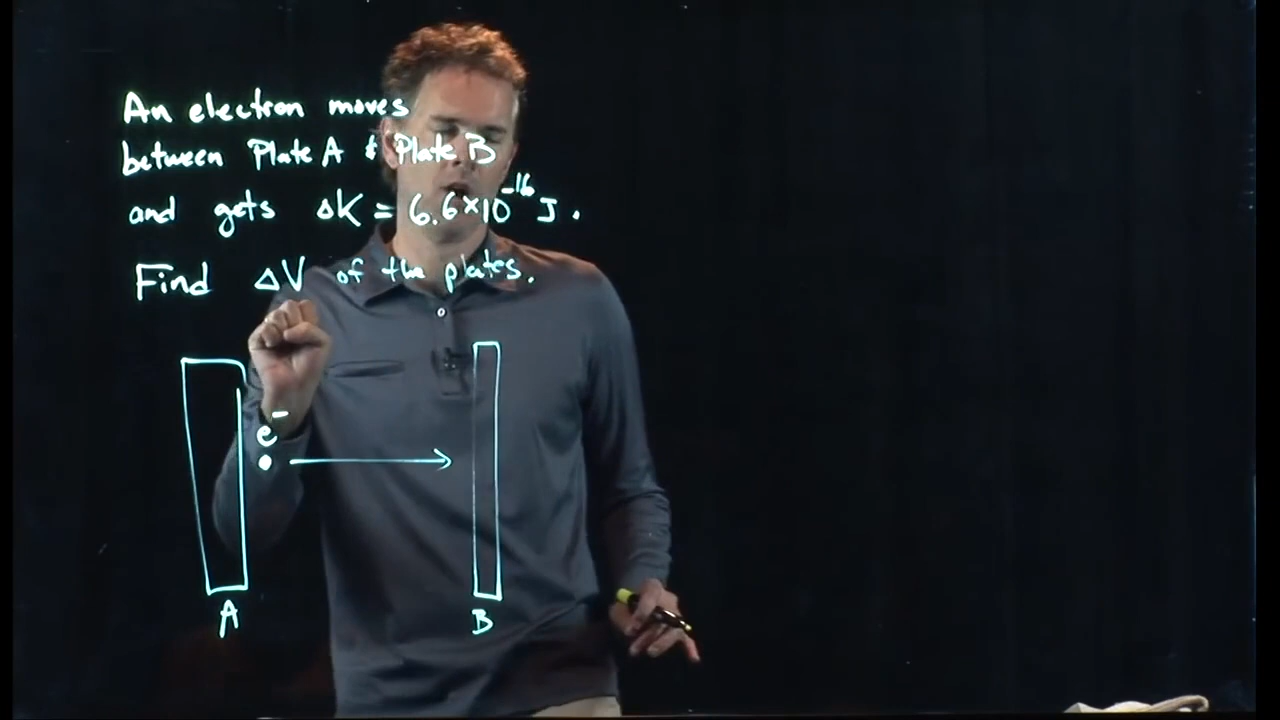 An electron moves
between Plate A & Plate B
and gets ΔK = 6.6×10⁻¹⁶ J.
Find ΔV of the plates.
e⁻
A
B